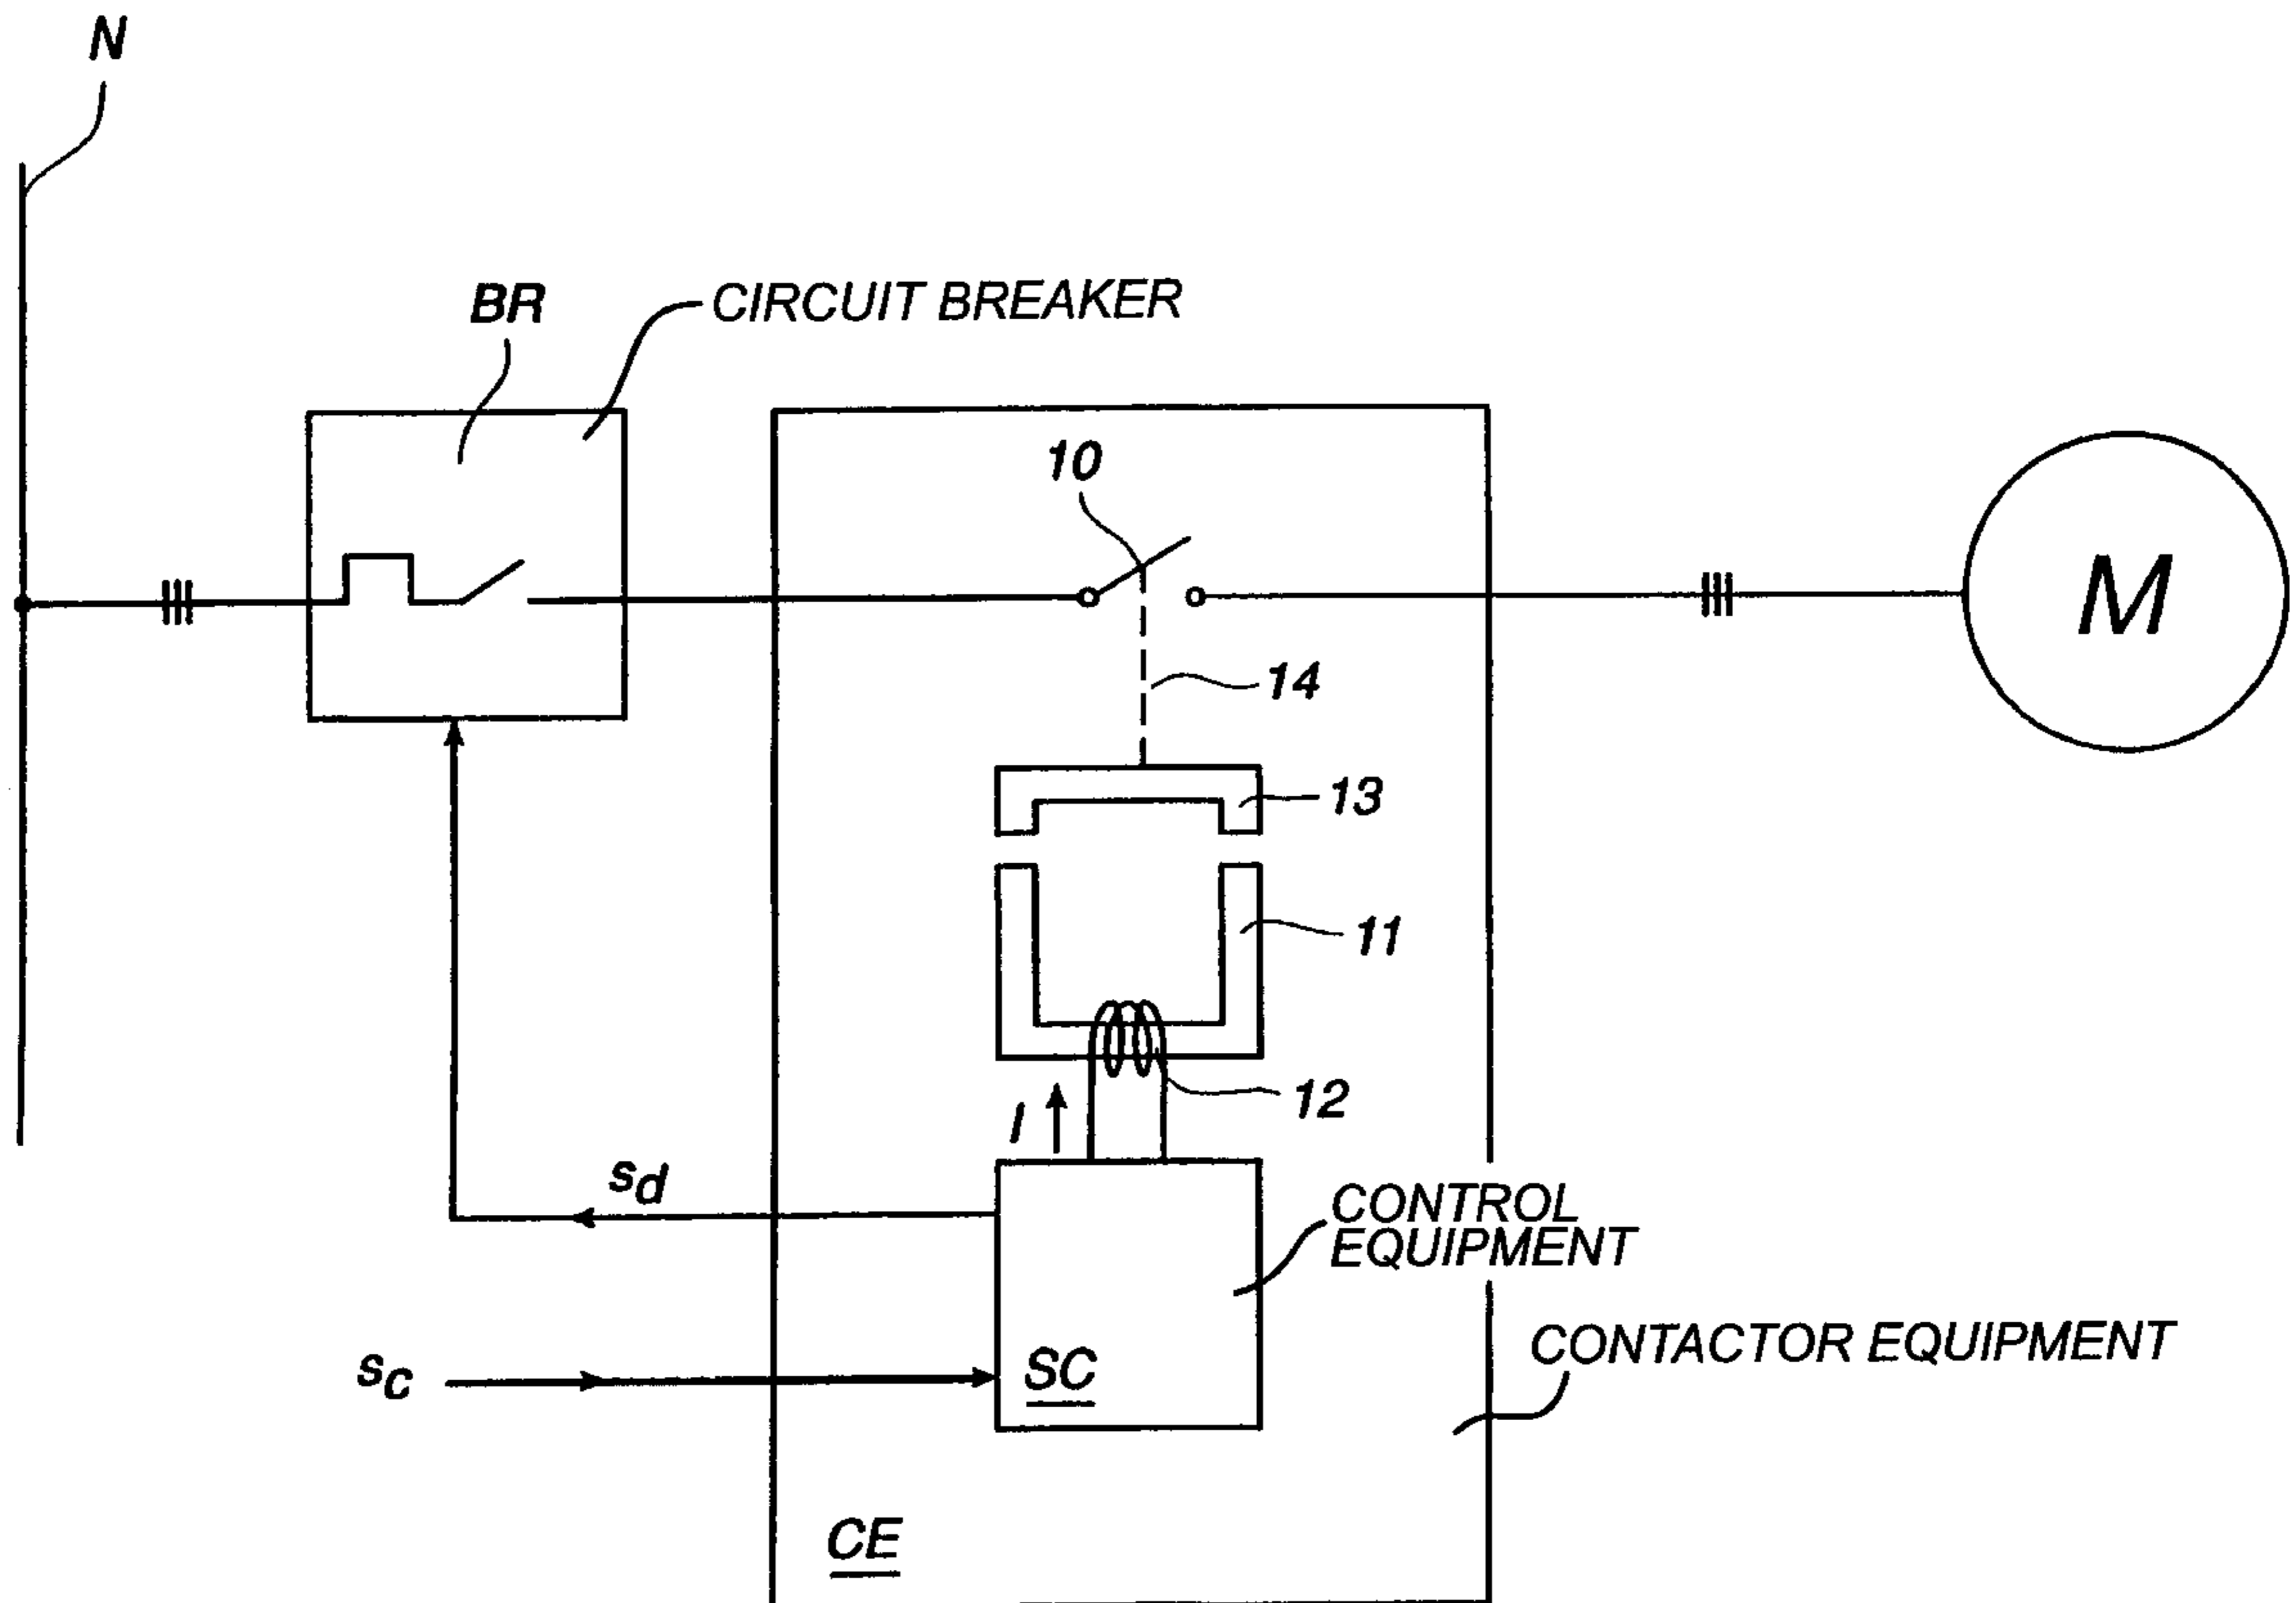 N
BR
CIRCUIT BREAKER
10
M
14
13
11
I
12
sd
CONTROL
EQUIPMENT
CONTACTOR EQUIPMENT
sc
SC
CE